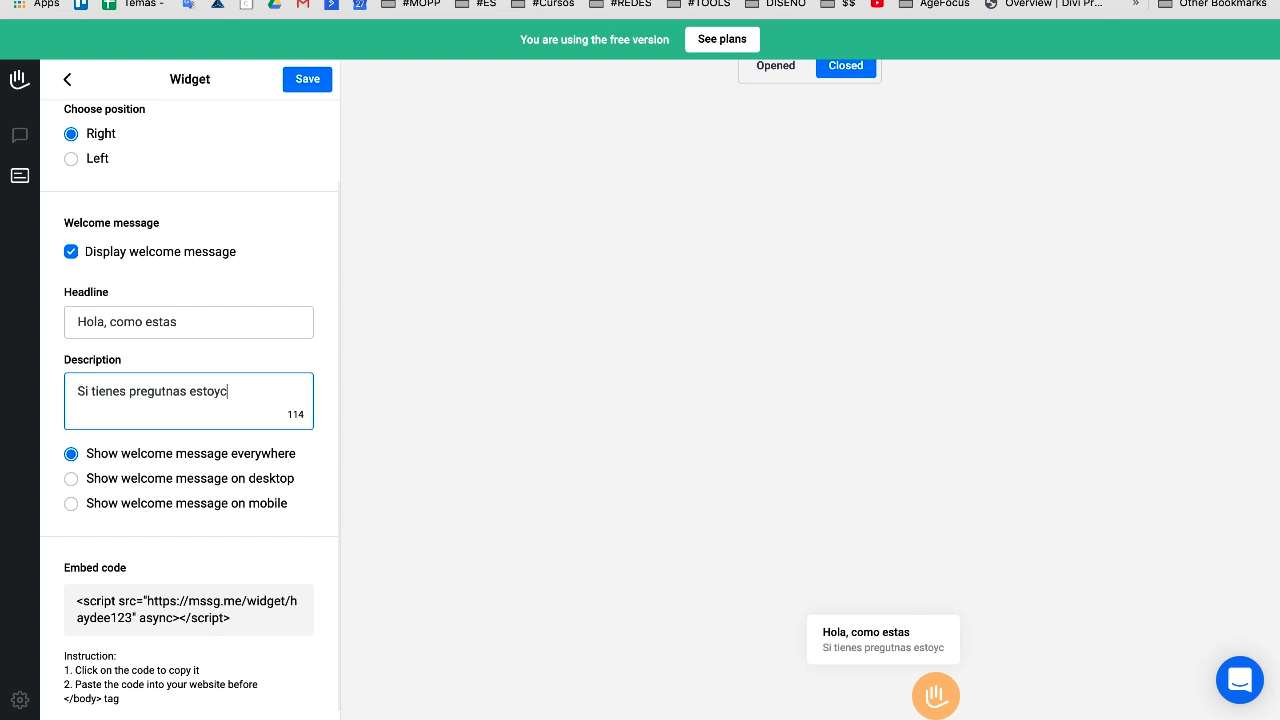 Apps
Temas -
#MOPP
#ES
#Cursos
#REDES
#TOOLS
DISENO
$$
AgeFocus
Overview | Divi Pr...
»
Other Bookmarks
You are using the free version
See plans
Widget
Save
Opened
Closed
Choose position
Right
Left
Welcome message
Display welcome message
Headline
Hola, como estas
Description
Si tienes pregutnas estoyc
114
Show welcome message everywhere
Show welcome message on desktop
Show welcome message on mobile
Embed code
<script src="https://mssg.me/widget/h
aydee123" async></script>
Instruction:
1. Click on the code to copy it
2. Paste the code into your website before
</body> tag
Hola, como estas
Si tienes pregutnas estoyc